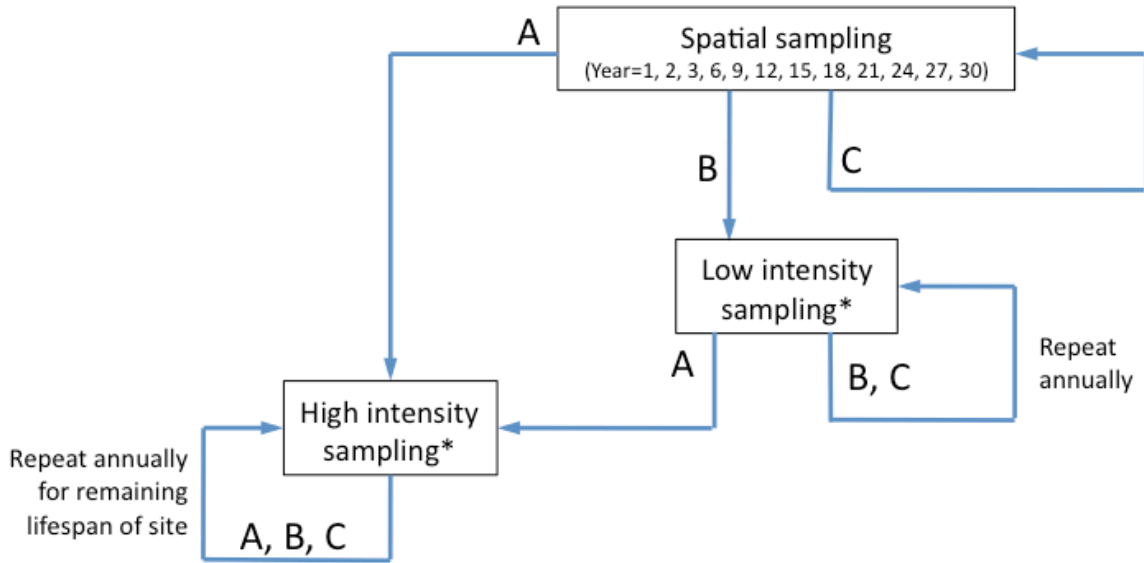 A
Spatial sampling
(Year=1, 2, 3, 6, 9, 12, 15, 18, 21, 24, 27, 30)
B
C
Low intensity
sampling*
A
B, C
Repeat
annually
High intensity
sampling*
Repeat annually
for remaining
lifespan of site
A, B, C